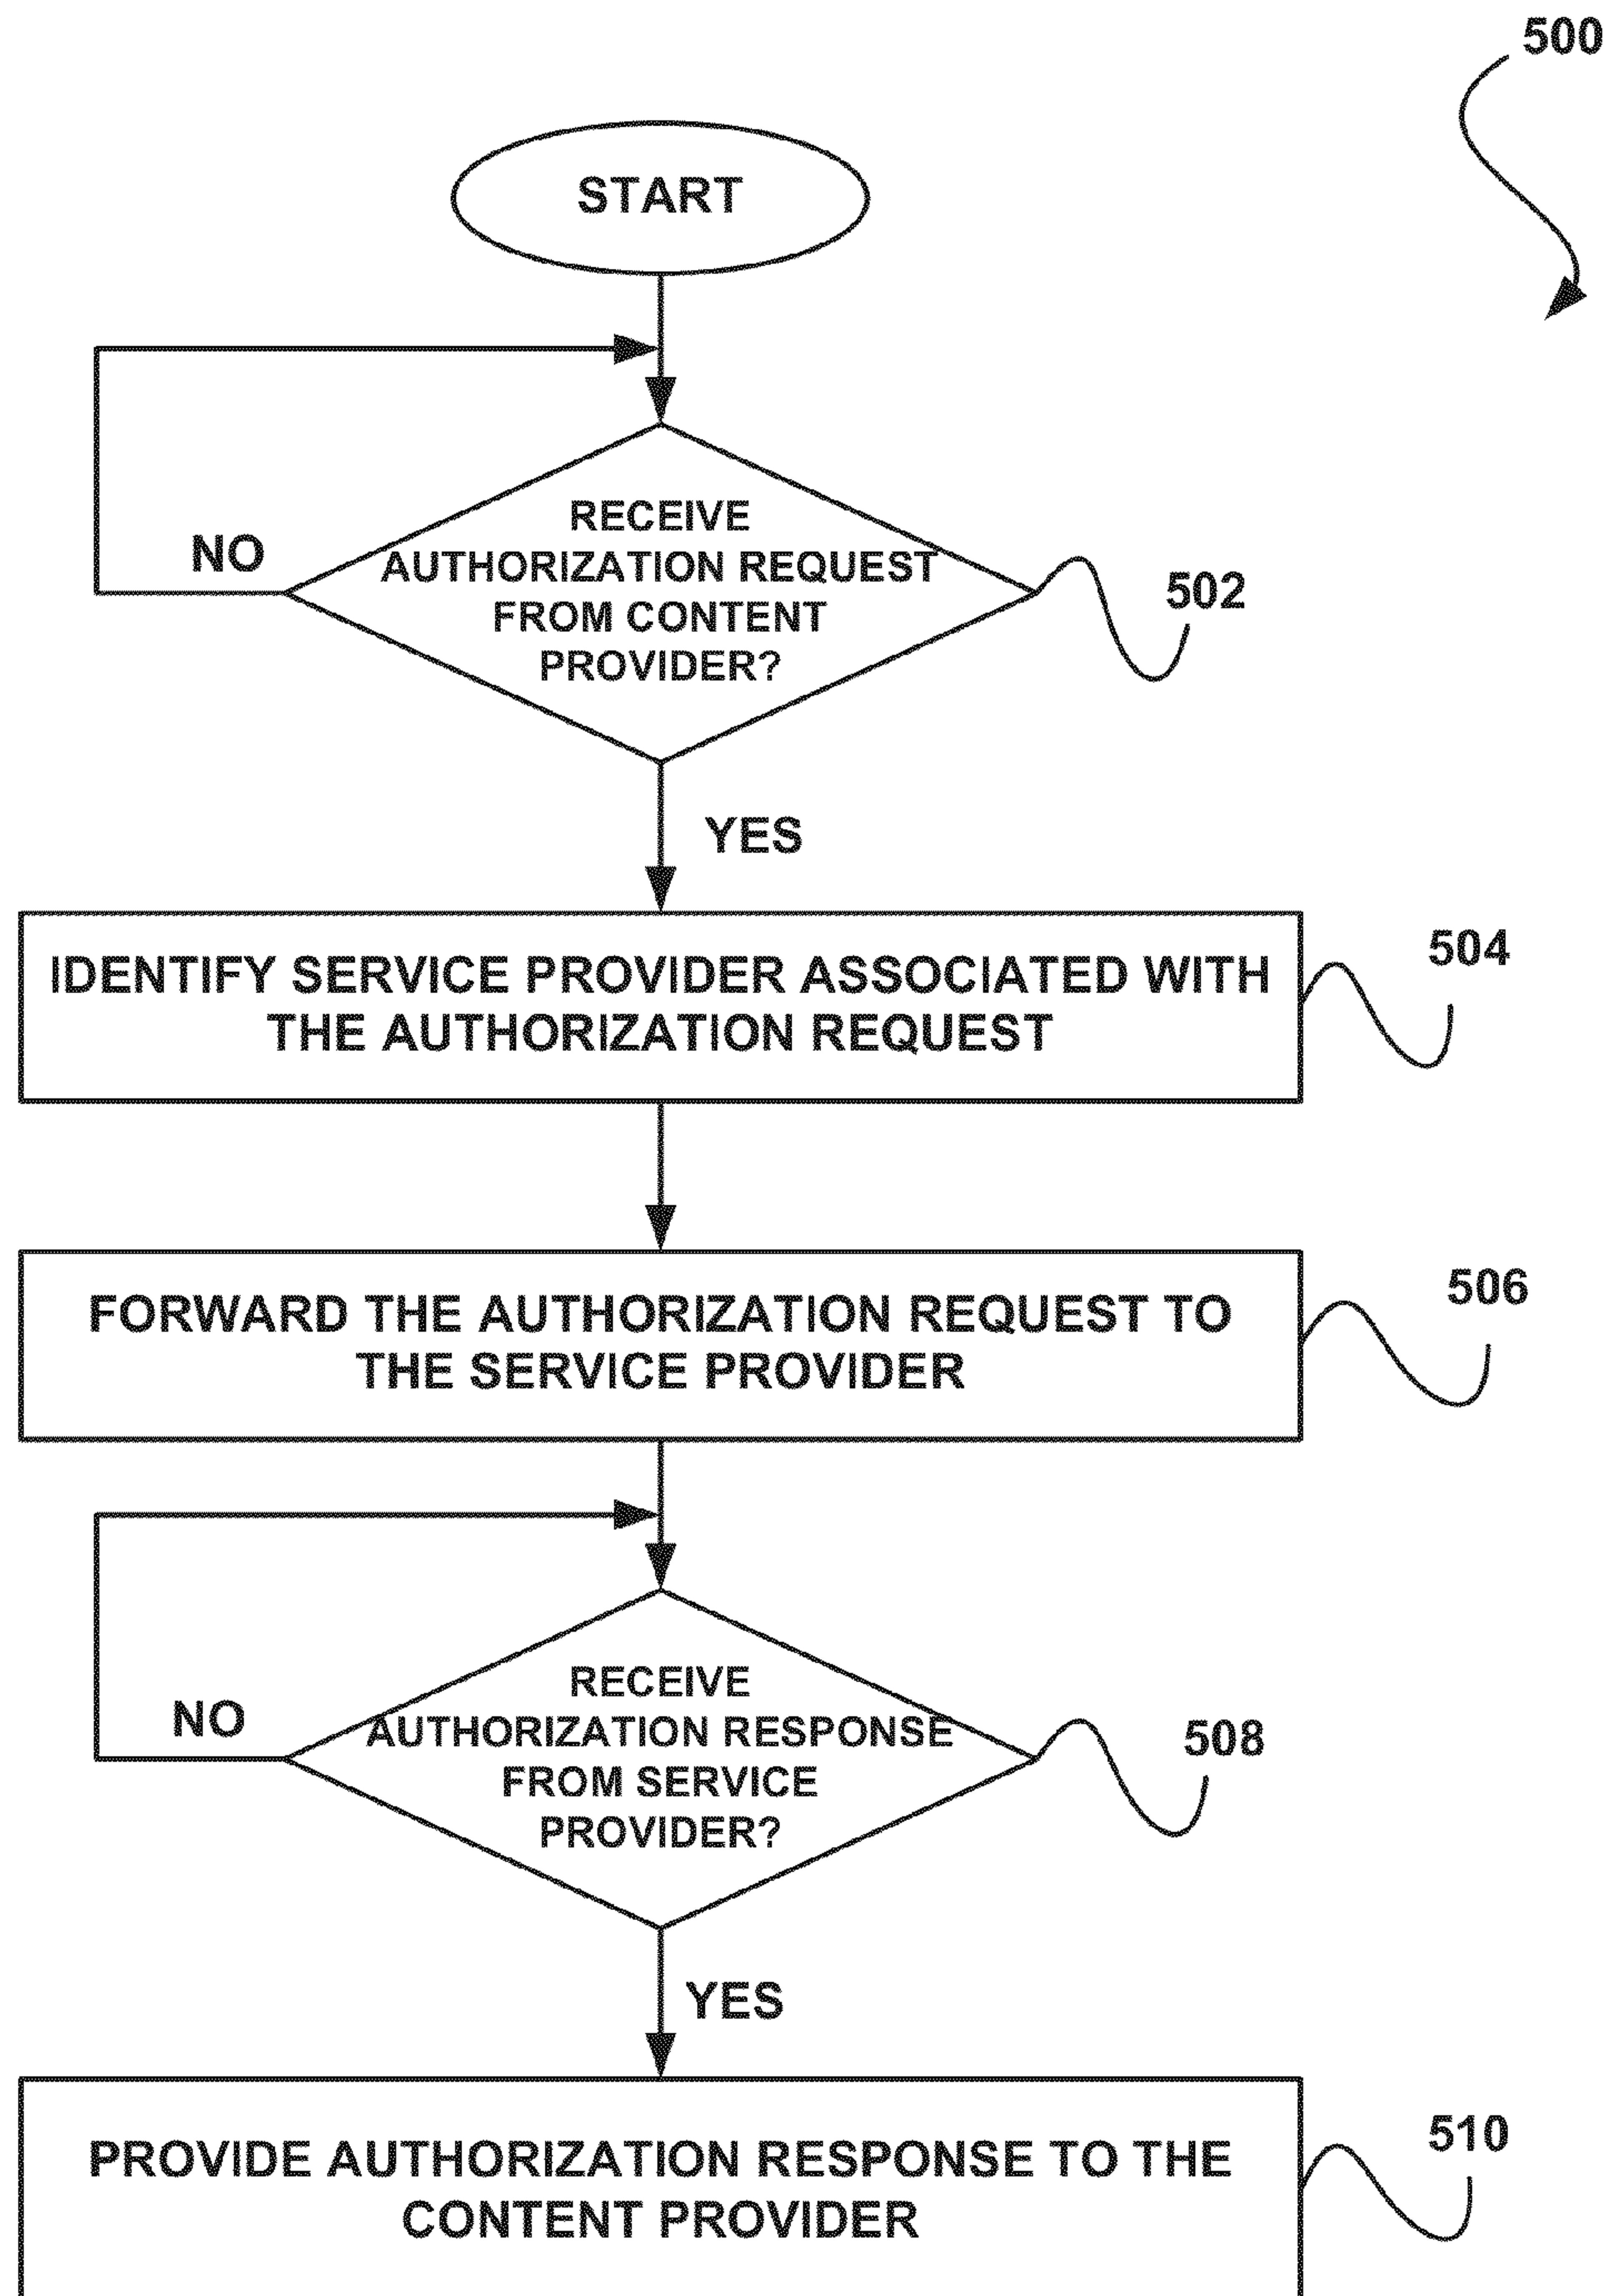 500
START
RECEIVE
AUTHORIZATION REQUEST
FROM CONTENT
PROVIDER?
NO
502
YES
IDENTIFY SERVICE PROVIDER ASSOCIATED WITH
THE AUTHORIZATION REQUEST
504
FORWARD THE AUTHORIZATION REQUEST TO
THE SERVICE PROVIDER
506
RECEIVE
AUTHORIZATION RESPONSE
FROM SERVICE
PROVIDER?
NO
508
YES
PROVIDE AUTHORIZATION RESPONSE TO THE
CONTENT PROVIDER
510